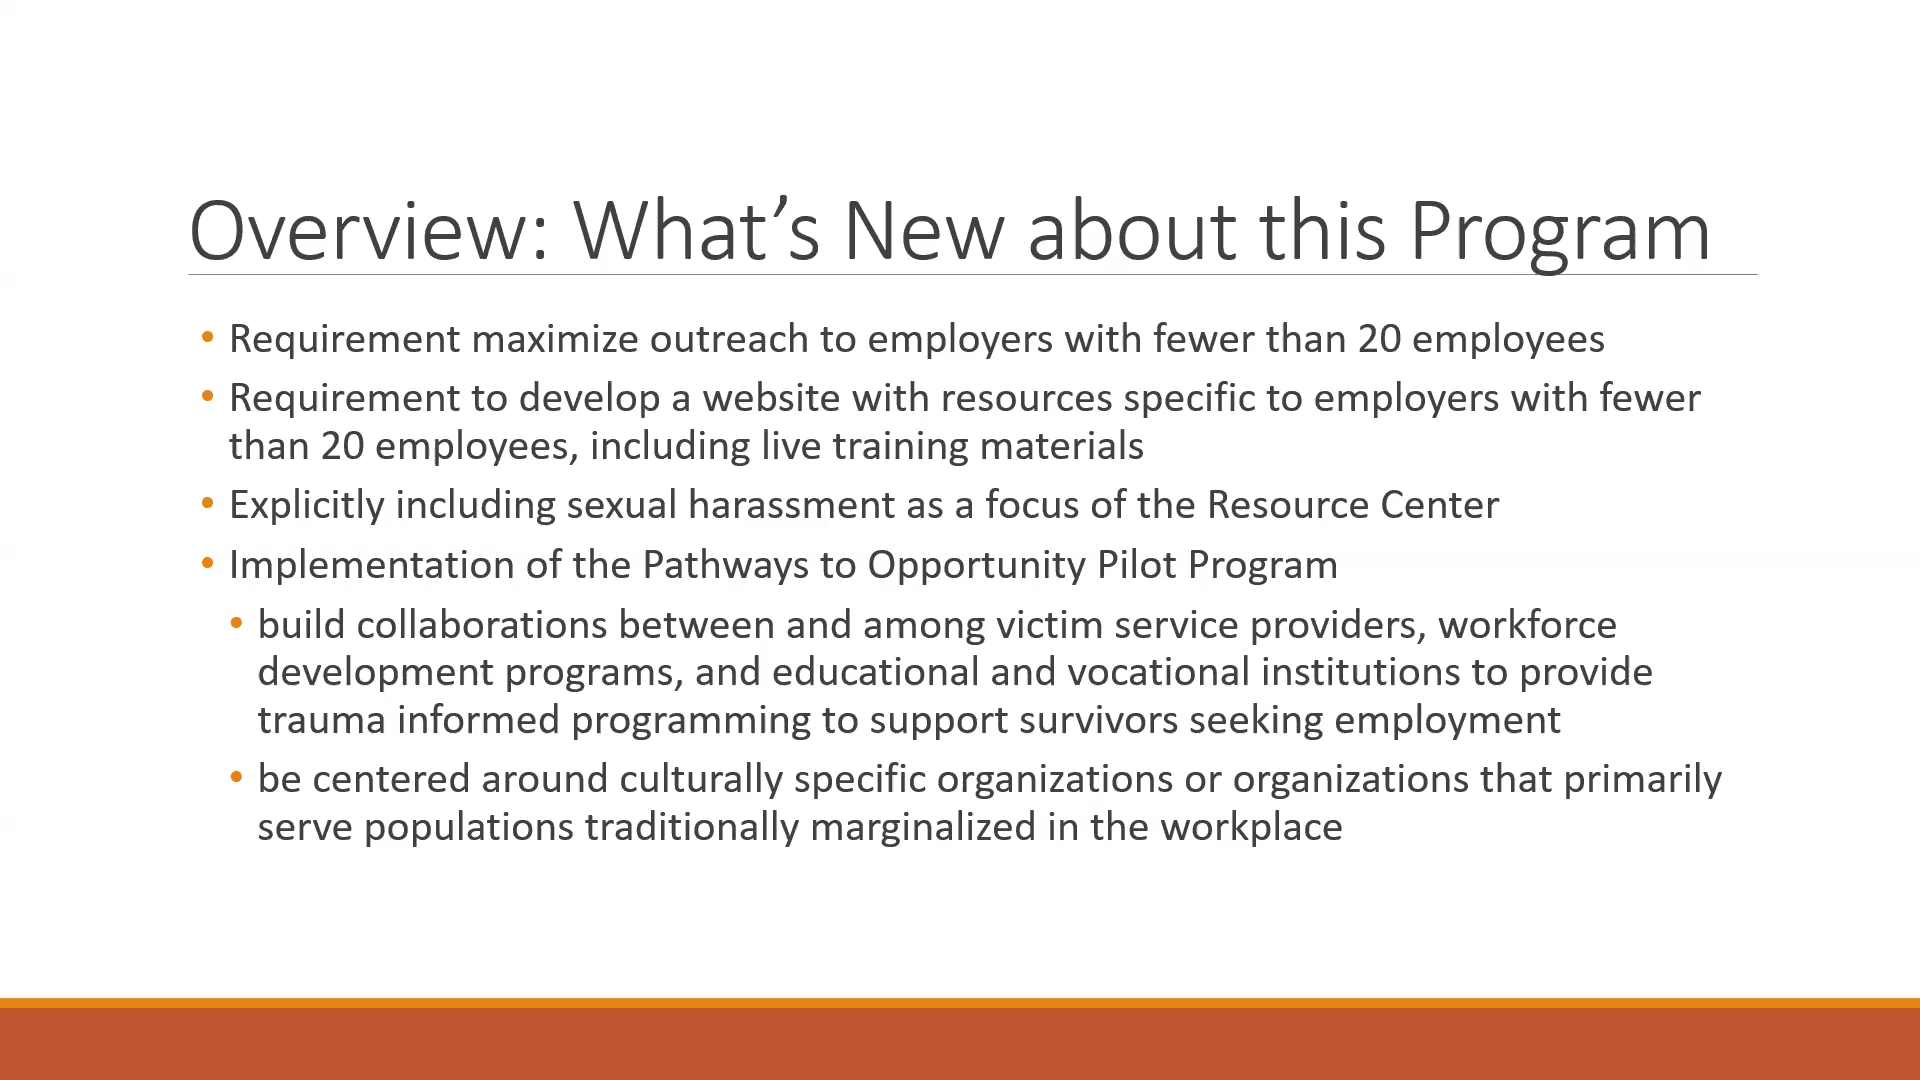 Overview: What’s New about this Program
• Requirement maximize outreach to employers with fewer than 20 employees
• Requirement to develop a website with resources specific to employers with fewer
than 20 employees, including live training materials
• Explicitly including sexual harassment as a focus of the Resource Center
• Implementation of the Pathways to Opportunity Pilot Program
• build collaborations between and among victim service providers, workforce
development programs, and educational and vocational institutions to provide
trauma informed programming to support survivors seeking employment
• be centered around culturally specific organizations or organizations that primarily
serve populations traditionally marginalized in the workplace